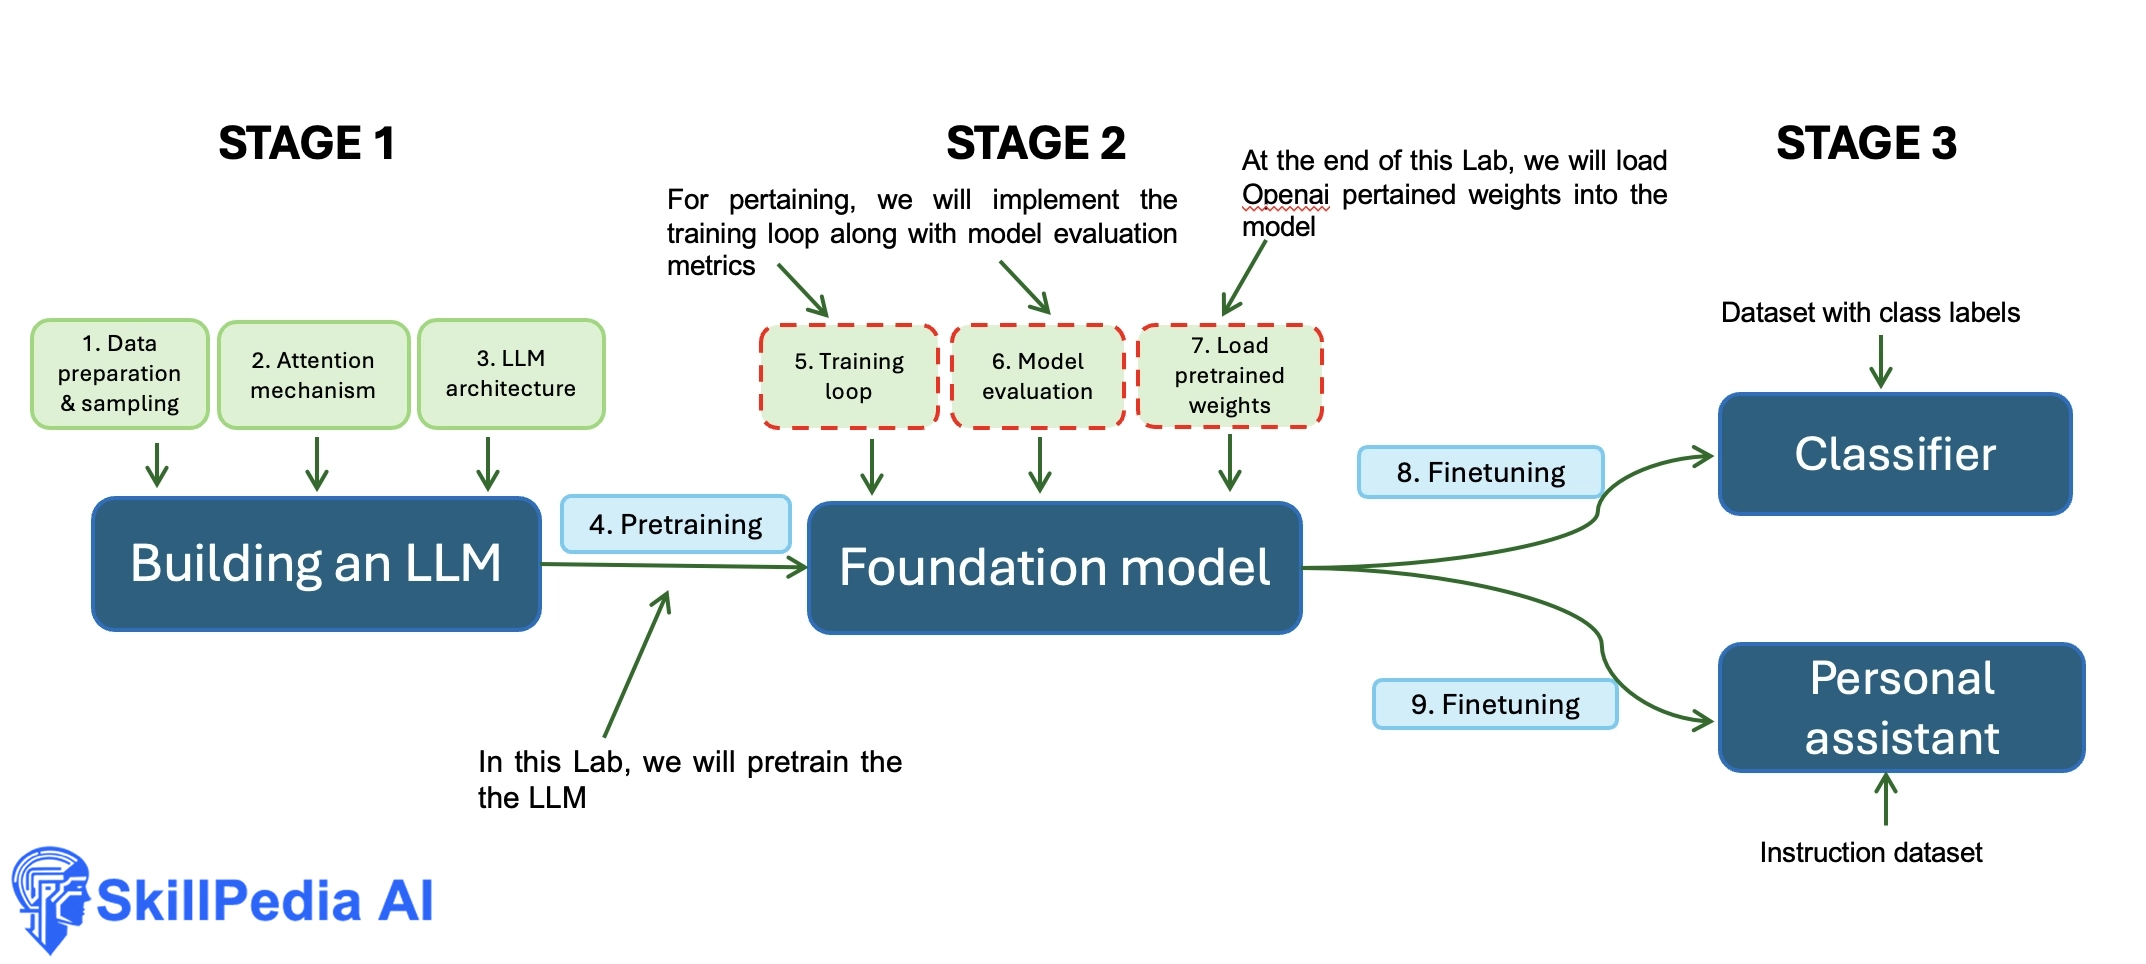 STAGE 1
STAGE 2
STAGE 3
For pertaining, we will implement the
training loop along with model evaluation
metrics
At the end of this Lab, we will load
Openai pertained weights into the
model
1. Data
preparation
& sampling
2. Attention
mechanism
3. LLM
architecture
5. Training
loop
6. Model
evaluation
7. Load
pretrained
weights
Dataset with class labels
Building an LLM
4. Pretraining
Foundation model
8. Finetuning
Classifier
9. Finetuning
Personal
assistant
In this Lab, we will pretrain the
the LLM
Instruction dataset
SkillPedia AI